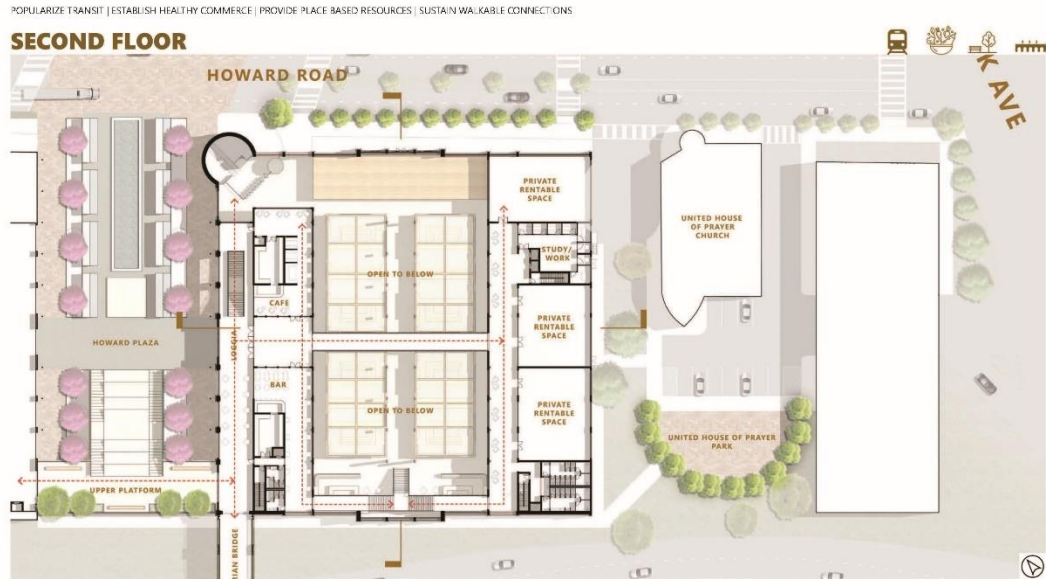 POPULARIZE TRANSIT | ESTABLISH HEALTHY COMMERCE | PROVIDE PLACE BASED RESOURCES | SUSTAIN WALKABLE CONNECTIONS
SECOND FLOOR
HOWARD ROAD
K AVE
PRIVATE
RENTABLE
SPACE
UNITED HOUSE
OF PRAYER
CHURCH
STUDY/
WORK
OPEN TO BELOW
CAFE
PRIVATE
RENTABLE
SPACE
HOWARD PLAZA
LOGGIA
BAR
OPEN TO BELOW
PRIVATE
RENTABLE
SPACE
UNITED HOUSE OF PRAYER
PARK
UPPER PLATFORM
RIAN BRIDGE